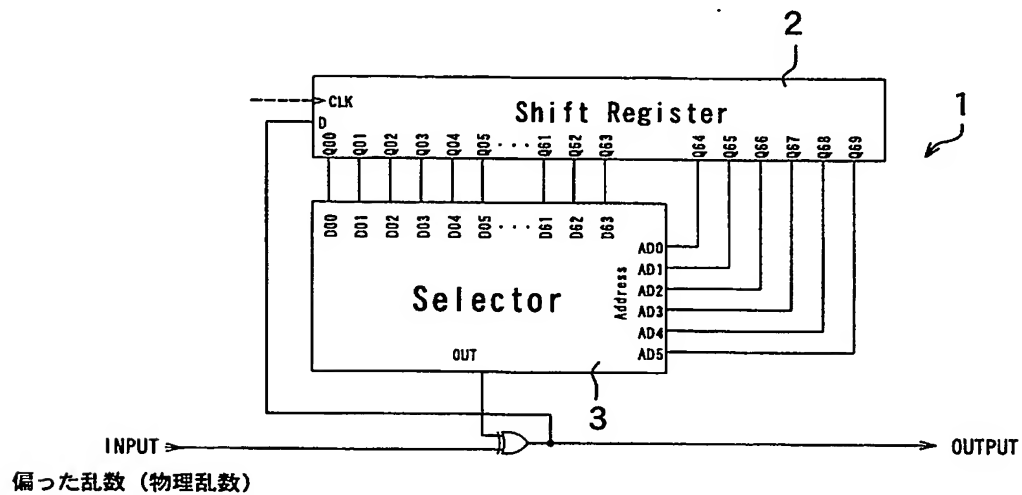 2
1
CLK
Shift Register
D
Q00 Q01 Q02 Q03 Q04 Q05 ··· Q61 Q62 Q63 Q64 Q65 Q66 Q67 Q68 Q69
D00 D01 D02 D03 D04 D05 ··· D61 D62 D63
AD0
AD1
AD2
AD3
AD4
AD5
Address
Selector
OUT
3
INPUT
OUTPUT
偏った乱数（物理乱数）